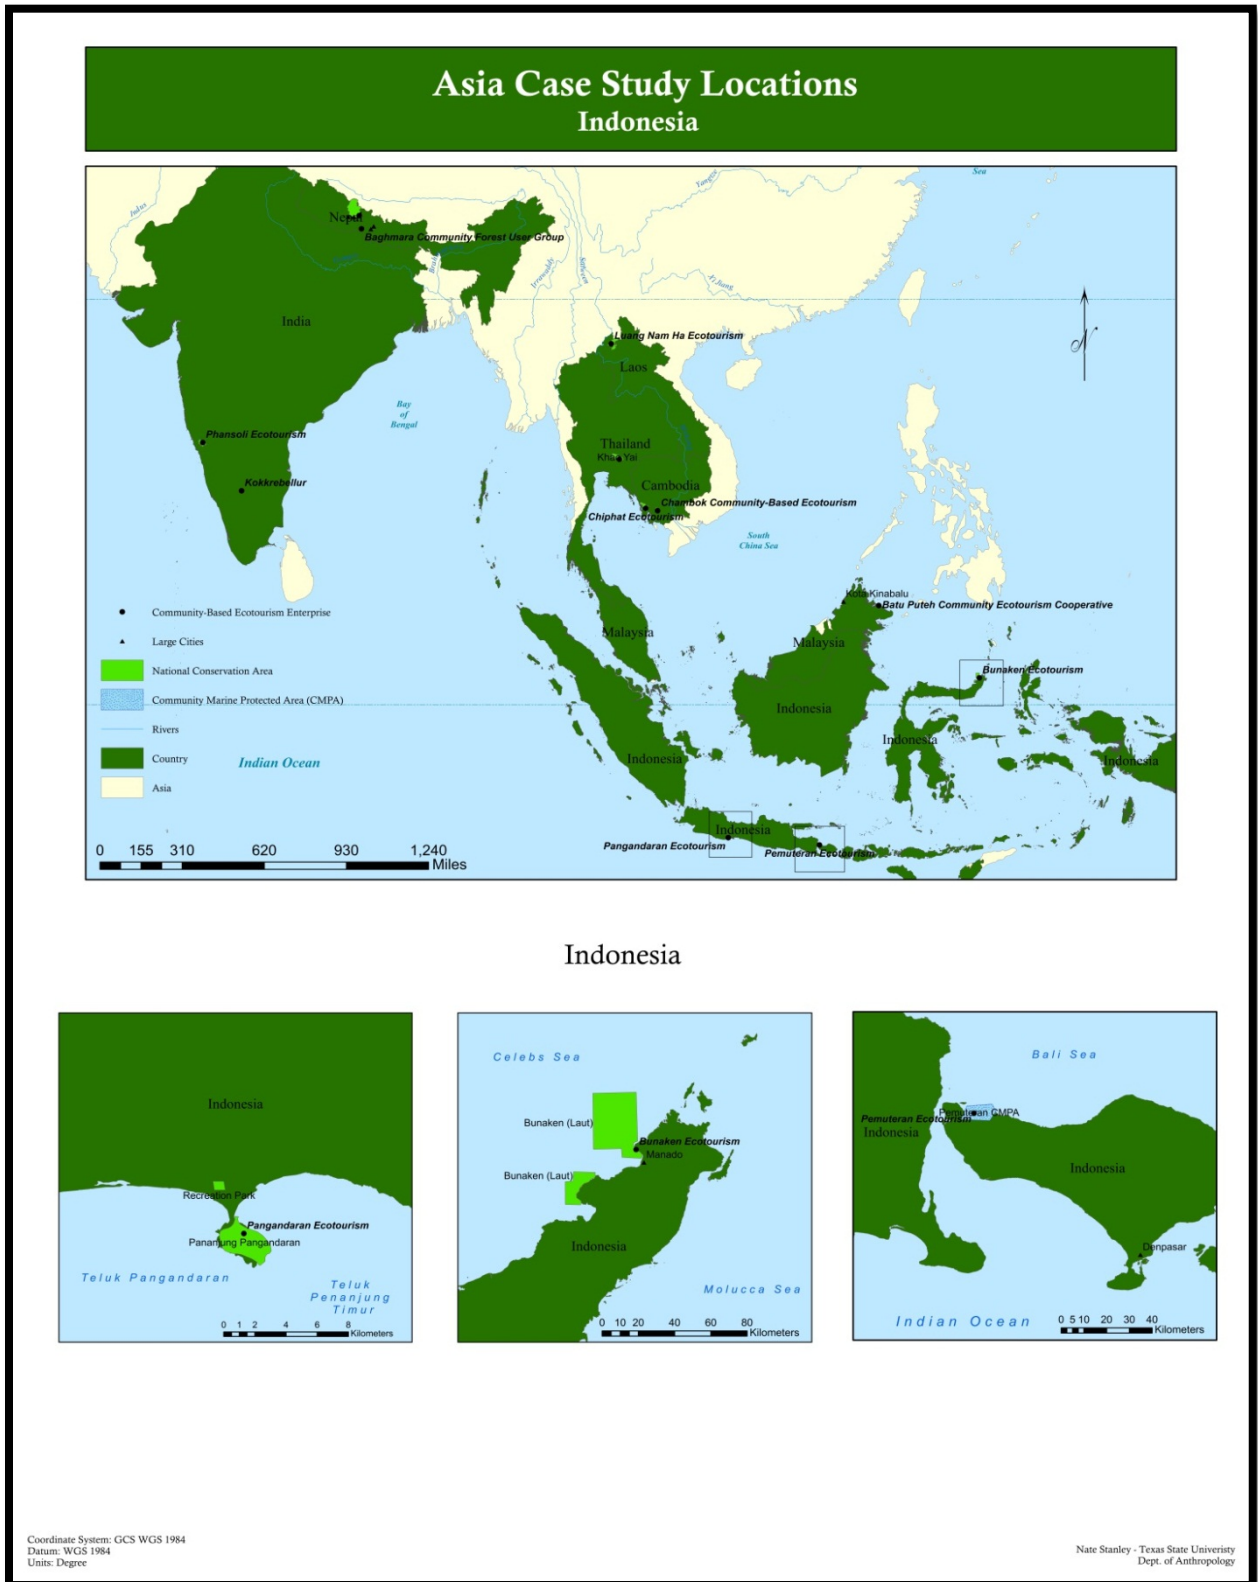 Asia Case Study Locations
Indonesia
Sea
Indus
Yangtze
Nepal
Baghmara Community Forest User Group
Irrawaddy
Salween
Xi Jiang
India
Luang Nam Ha Ecotourism
Laos
Bay
of
Bengal
Phansoli Ecotourism
Thailand
Khao Yai
Kokkrebellur
Cambodia
Chambok Community-Based Ecotourism
Chiphat Ecotourism
South
China Sea
Kota Kinabalu
Batu Puteh Community Ecotourism Cooperative
Malaysia
Malaysia
Bunaken Ecotourism
Indonesia
Indonesia
Indonesia
Indonesia
Indonesia
Pangandaran Ecotourism
Pemuteran Ecotourism
Community-Based Ecotourism Enterprise
Large Cities
National Conservation Area
Community Marine Protected Area (CMPA)
Rivers
Country
Indian Ocean
Asia
0 155 310 620 930 1,240
Miles
N
Indonesia
Indonesia
Recreation Park
Pangandaran Ecotourism
Pananjung Pangandaran
Teluk Pangandaran
Teluk
Penanjung
Timur
0 1 2 4 6 8
Kilometers
Celebs Sea
Bunaken (Laut)
Bunaken Ecotourism
Manado
Bunaken (Laut)
Indonesia
Molucca Sea
0 10 20 40 60 80
Kilometers
Bali Sea
Pemuteran CMPA
Pemuteran Ecotourism
Indonesia
Indonesia
Denpasar
Indian Ocean
0 5 10 20 30 40
Kilometers
Coordinate System: GCS WGS 1984
Datum: WGS 1984
Units: Degree
Nate Stanley - Texas State Univeristy
Dept. of Anthropology